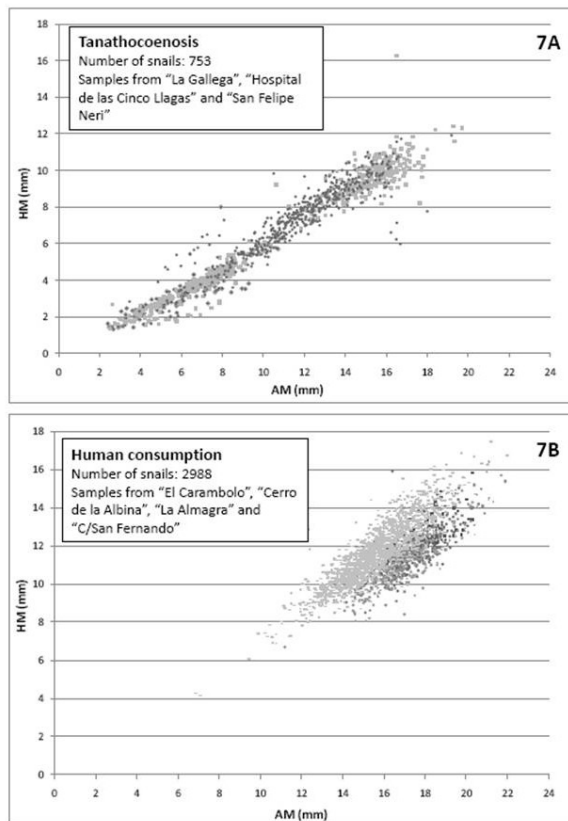 7A
Tanathocoenosis
Number of snails: 753
Samples from “La Gallega”, “Hospital
de las Cinco Llagas” and “San Felipe
Neri”
HM (mm)
18
16
14
12
10
8
6
4
2
0
0 2 4 6 8 10 12 14 16 18 20 22 24
AM (mm)
7B
Human consumption
Number of snails: 2988
Samples from “El Carambolo”, “Cerro
de la Albina”, “La Almagra” and
“C/San Fernando”
HM (mm)
18
16
14
12
10
8
6
4
2
0
0 2 4 6 8 10 12 14 16 18 20 22 24
AM (mm)